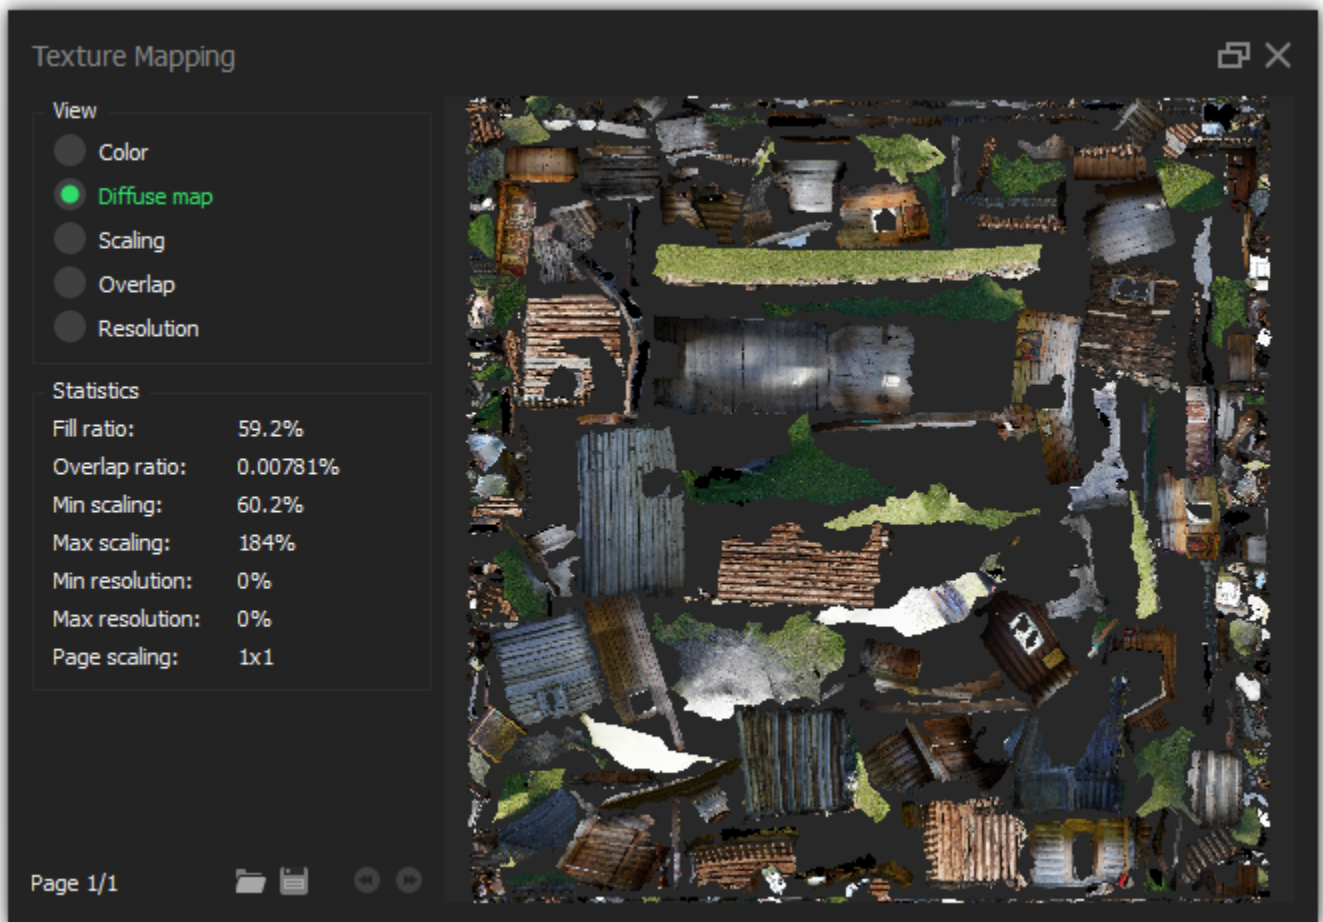 Texture Mapping
View
Color
Diffuse map
Scaling
Overlap
Resolution
Statistics
Fill ratio: 59.2%
Overlap ratio: 0.00781%
Min scaling: 60.2%
Max scaling: 184%
Min resolution: 0%
Max resolution: 0%
Page scaling: 1x1
Page 1/1